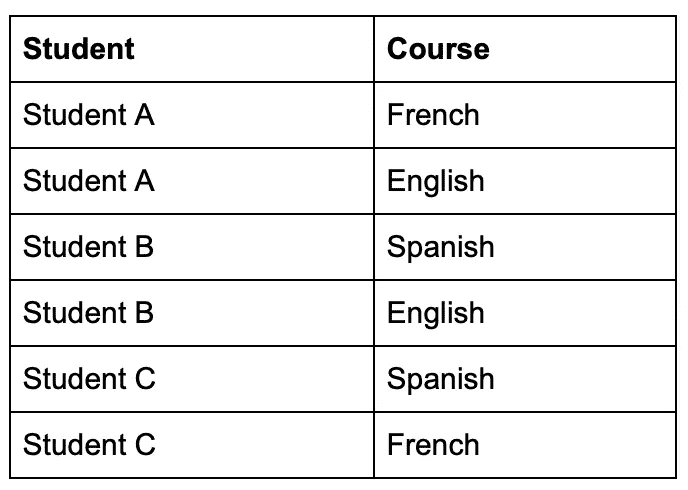 Student Course
Student A French
Student A English
Student B Spanish
Student B English
Student C Spanish
Student C French